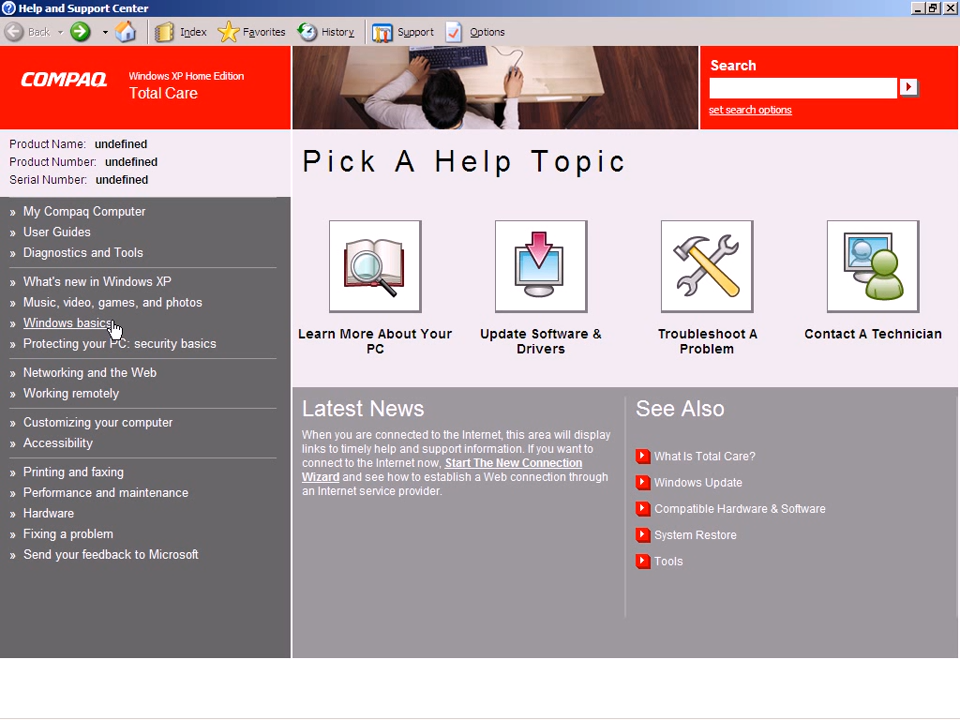 Help and Support Center
Back
Index
Favorites
History
Support
Options
COMPAQ
Windows XP Home Edition
Total Care
Search
set search options
Product Name: undefined
Product Number: undefined
Serial Number: undefined
» My Compaq Computer
» User Guides
» Diagnostics and Tools
» What's new in Windows XP
» Music, video, games, and photos
» Windows basics
» Protecting your PC: security basics
» Networking and the Web
» Working remotely
» Customizing your computer
» Accessibility
» Printing and faxing
» Performance and maintenance
» Hardware
» Fixing a problem
» Send your feedback to Microsoft
Pick A Help Topic
Learn More About Your
PC
Update Software &
Drivers
Troubleshoot A
Problem
Contact A Technician
Latest News
When you are connected to the Internet, this area will display
links to timely help and support information. If you want to
connect to the Internet now, Start The New Connection
Wizard and see how to establish a Web connection through
an Internet service provider.
See Also
What Is Total Care?
Windows Update
Compatible Hardware & Software
System Restore
Tools